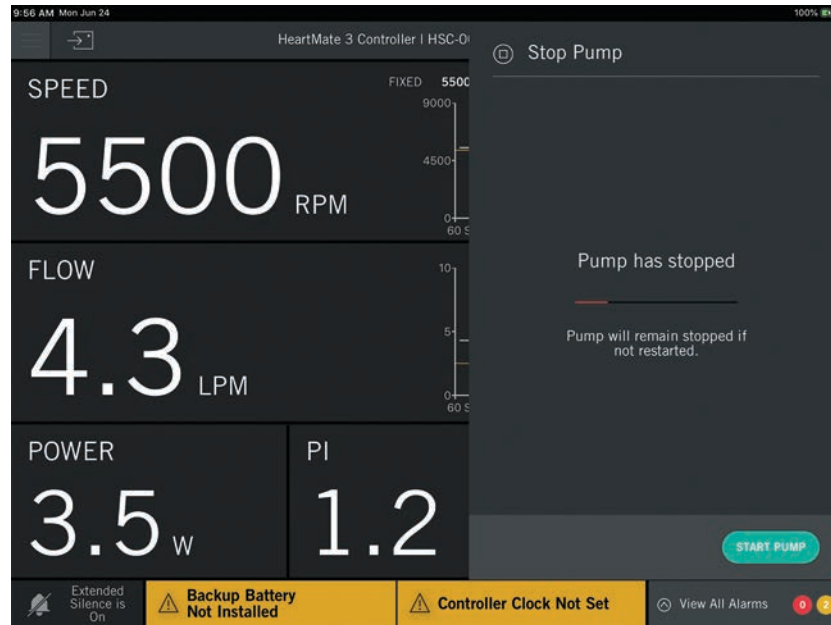 9:56 AM Mon Jun 24
100%
HeartMate 3 Controller | HSC-0
SPEED
FIXED 5500
9000
4500
0
60 S
5500 RPM
FLOW
10
5
0
60 S
4.3 LPM
POWER
3.5 W
PI
1.2
Stop Pump
Pump has stopped
Pump will remain stopped if
not restarted.
START PUMP
Extended
Silence is
On
Backup Battery
Not Installed
Controller Clock Not Set
View All Alarms
0
2